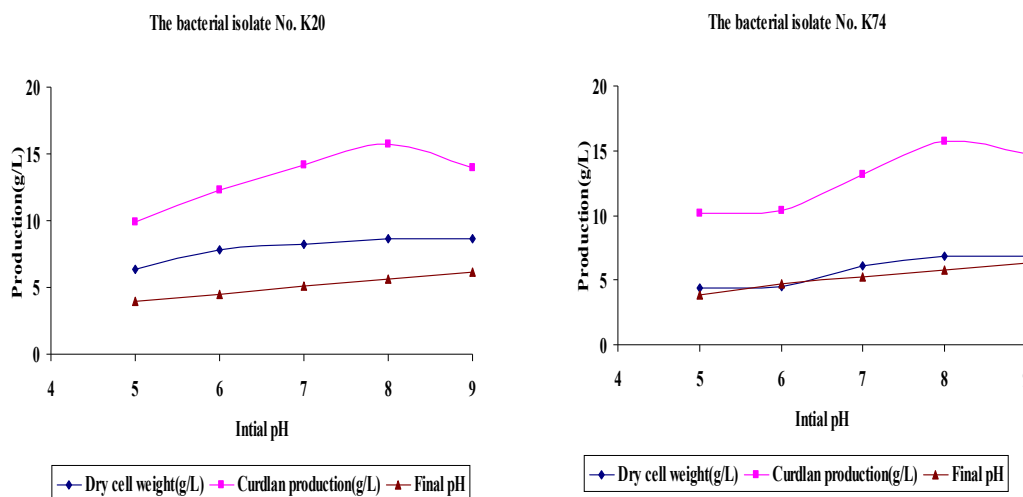 The bacterial isolate No. K20
20
15
10
5
0
Production(g/L)
4 5 6 7 8 9
Intial pH
Dry cell weight(g/L) Curdlan production(g/L) Final pH
The bacterial isolate No. K74
20
15
10
5
0
Production(g/L)
4 5 6 7 8
Intial pH
Dry cell weight(g/L) Curdlan production(g/L) Final pH